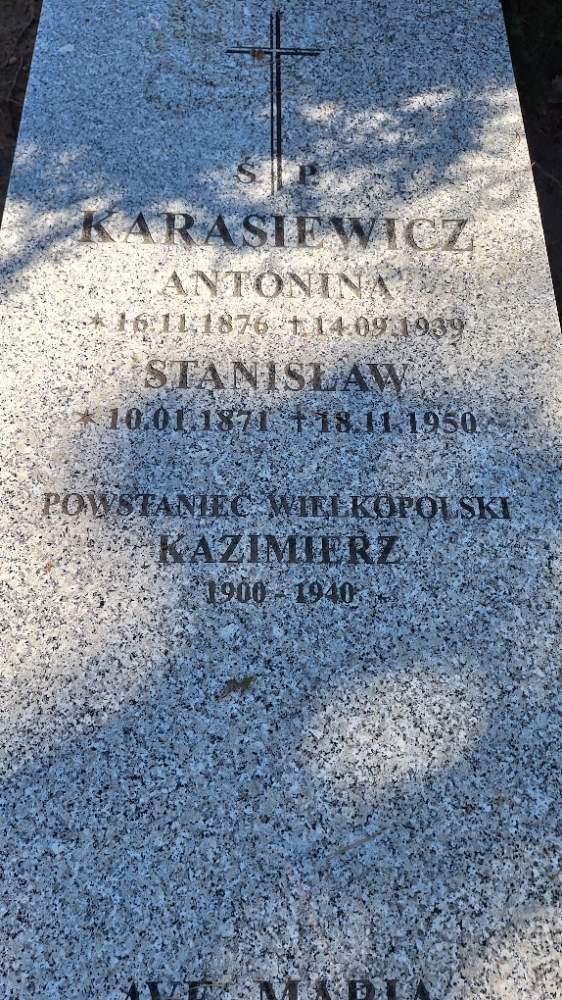 Ś P
KARASIEWICZ
ANTONINA
* 16.11.1876 † 14.09.1939
STANISŁAW
* 10.01.1871 † 18.11.1950
POWSTANIEC WIELKOPOLSKI
KAZIMIERZ
1900 - 1940
AVE MARIA